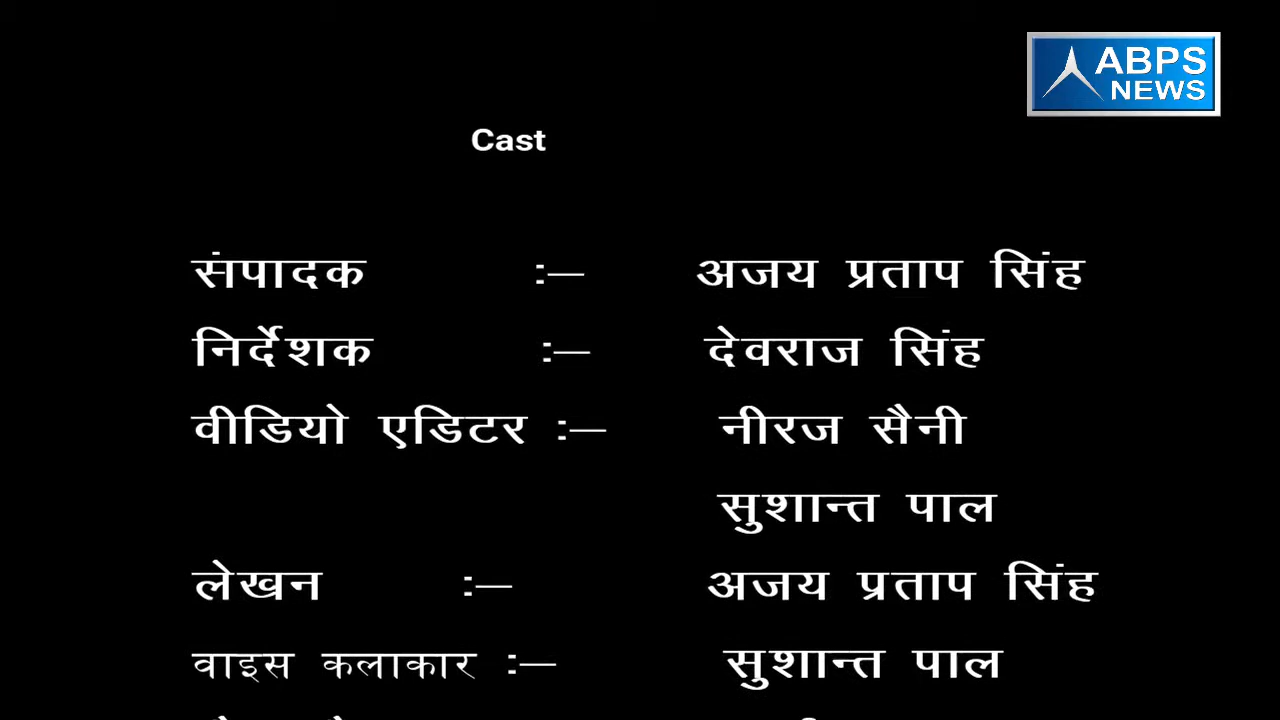 ABPS
NEWS
Cast
संपादक :— अजय प्रताप सिंह
निर्देशक :— देवराज सिंह
वीडियो एडिटर :— नीरज सैनी
सुशान्त पाल
लेखन :— अजय प्रताप सिंह
वाइस कलाकार :— सुशान्त पाल